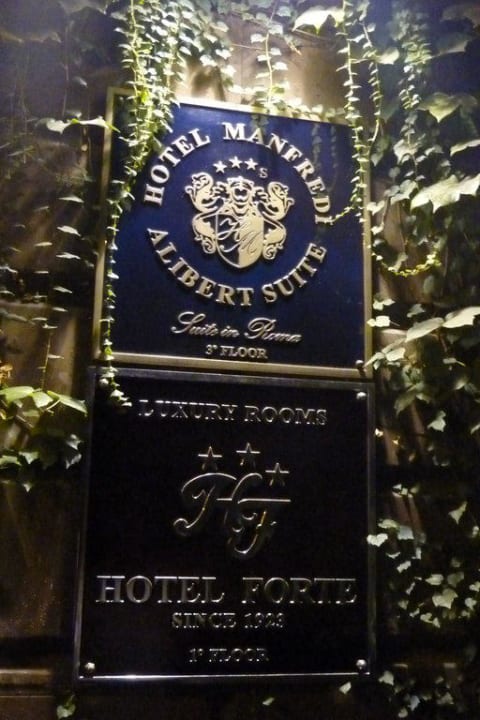 HOTEL MANFREDI
S
ALIBERT SUITE
Suite in Roma
3° FLOOR
LUXURY ROOMS
HF
HOTEL FORTE
SINCE 1923
1° FLOOR